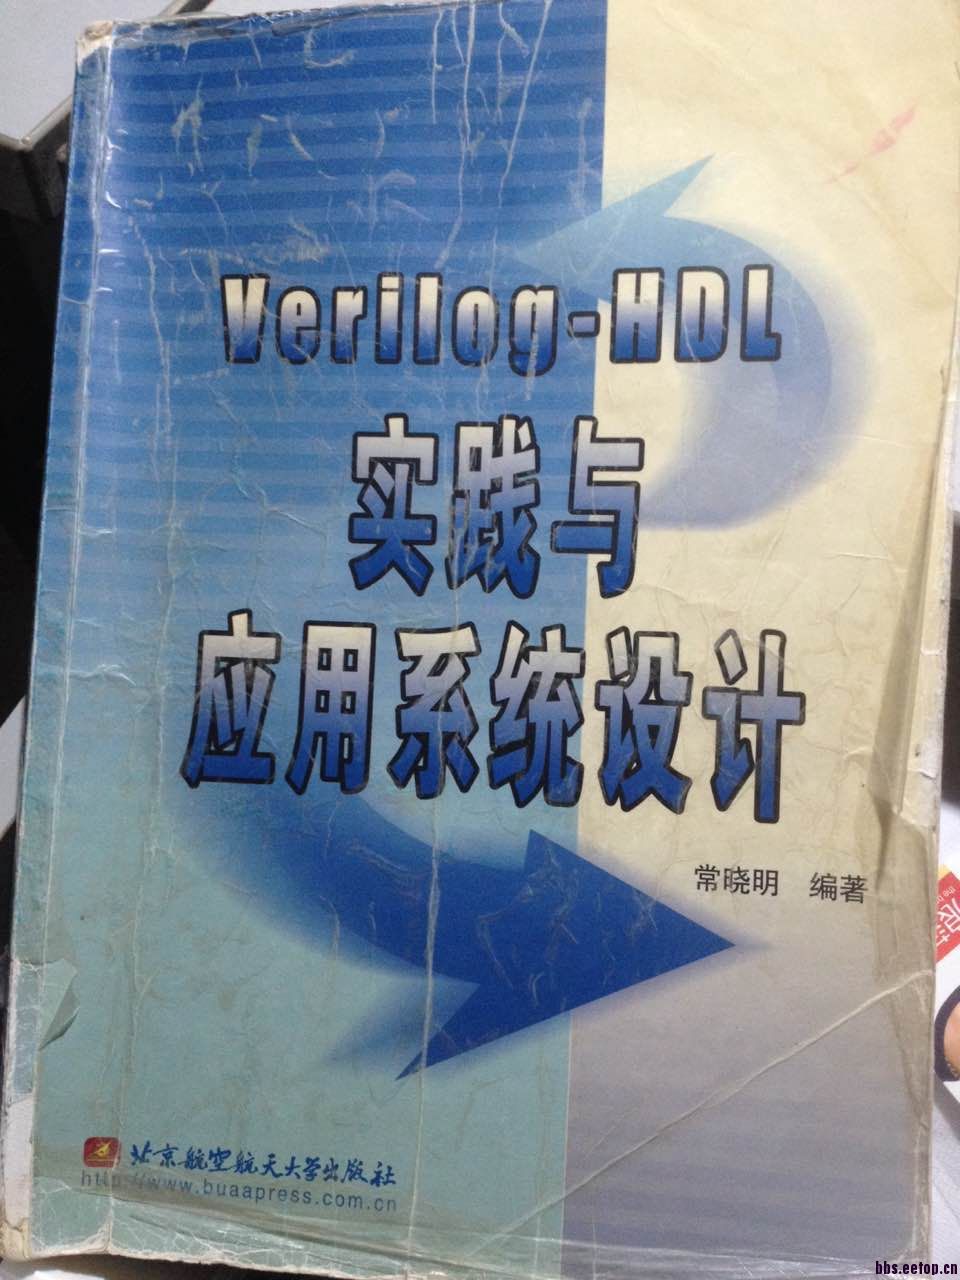 Verilog-HDL
实践与
应用系统设计
常晓明 编著
北京航空航天大学出版社
http://www.buaapress.com.cn
bbs.eetop.cn